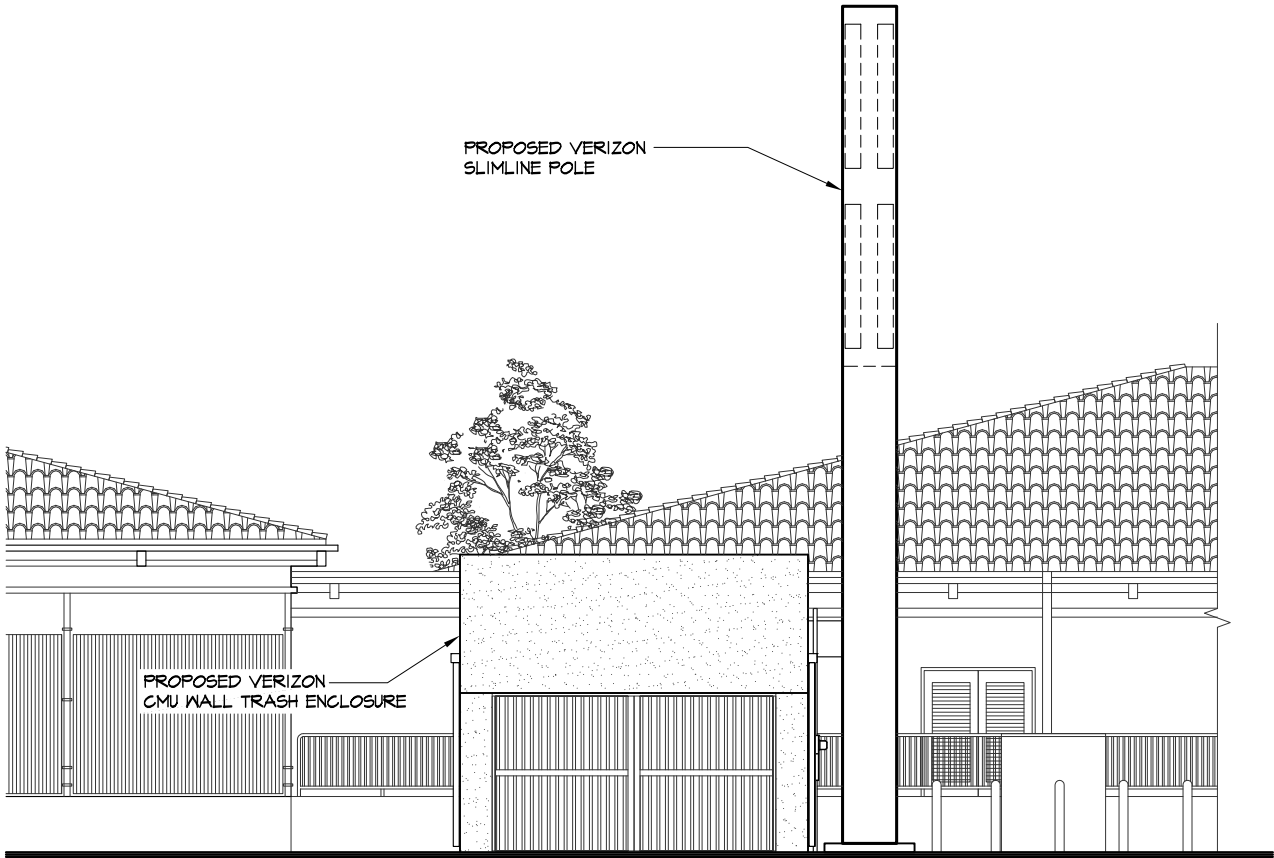 PROPOSED VERIZON
SLIMLINE POLE
PROPOSED VERIZON
CMU WALL TRASH ENCLOSURE